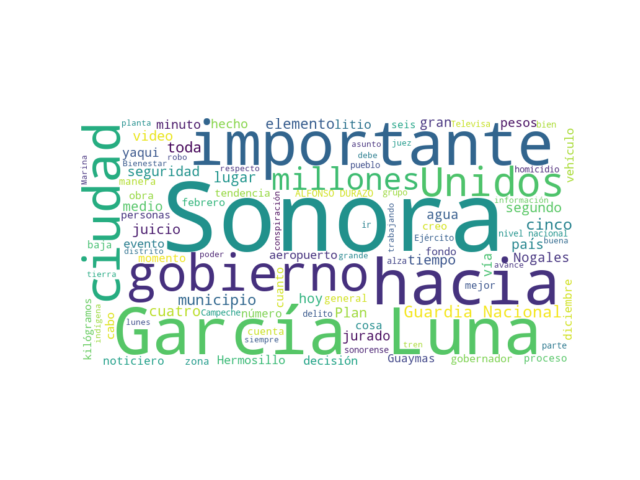 planta
minuto
hecho
elemento
litio
seis
gran
Televisa
pesos
bien
ciudad
video
importante
asunto
juez
vehículo
yaqui
robo
toda
debe
Marina
Bienestar
respecto
pueblo
homicidio
seguridad
lugar
millones
Unidos
manera
obra
tendencia
ALFONSO DURAZO
grupo
información
medio
febrero
Sonora
segundo
personas
conspiración
agua
creo
cinco
juicio
ir
trabajando
Ejército
nivel nacional
baja
evento
poder
aeropuerto
grande
fondo
país
buena
distrito
momento
alza
tiempo
vía
Nogales
avance
tierra
gobierno
hacia
mejor
municipio
cuanto
hoy
general
diciembre
kilógramos
indígena
cabo
cuatro
Campeche
número
Plan
Guardia Nacional
lunes
García Luna
delito
cosa
cuenta
jurado
siempre
sonorense
tren
parte
noticiero
zona
Hermosillo
decisión
Guaymas
gobernador
proceso